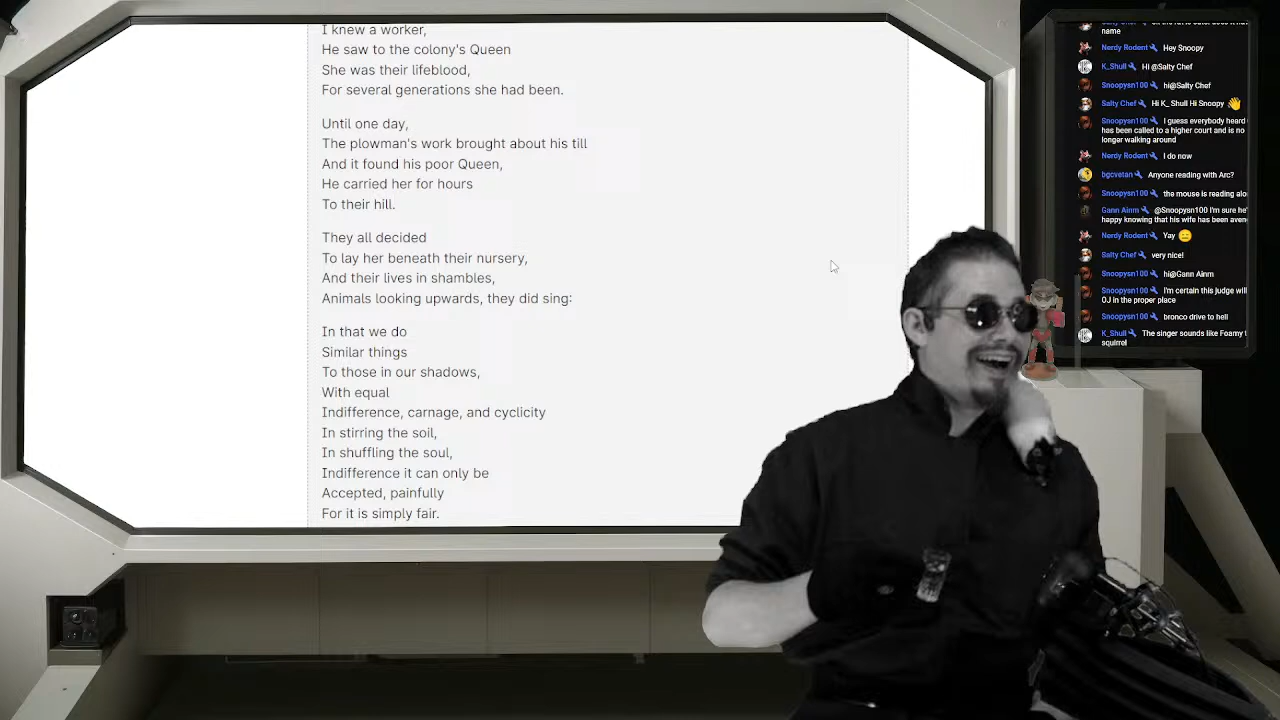 I knew a worker,
He saw to the colony's Queen
She was their lifeblood,
For several generations she had been.
Until one day,
The plowman's work brought about his till
And it found his poor Queen,
He carried her for hours
To their hill.
They all decided
To lay her beneath their nursery,
And their lives in shambles,
Animals looking upwards, they did sing:
In that we do
Similar things
To those in our shadows,
With equal
Indifference, carnage, and cyclicity
In stirring the soil,
In shuffling the soul,
Indifference it can only be
Accepted, painfully
For it is simply fair.
name
Nerdy Rodent Hey Snoopy
K_Shull Hi @Salty Chef
Snoopysn100 hi@Salty Chef
Salty Chef Hi K_ Shull Hi Snoopy 👋
Snoopysn100 I guess everybody heard
has been called to a higher court and is no
longer walking around
Nerdy Rodent I do now
bgcvetan Anyone reading with Arc?
Snoopysn100 the mouse is reading alo
Gann Ainm @Snoopysn100 I'm sure he'
happy knowing that his wife has been aven
Nerdy Rodent Yay 😑
Salty Chef very nice!
Snoopysn100 hi@Gann Ainm
Snoopysn100 I'm certain this judge will
OJ in the proper place
Snoopysn100 bronco drive to hell
K_Shull The singer sounds like Foamy t
squirrel